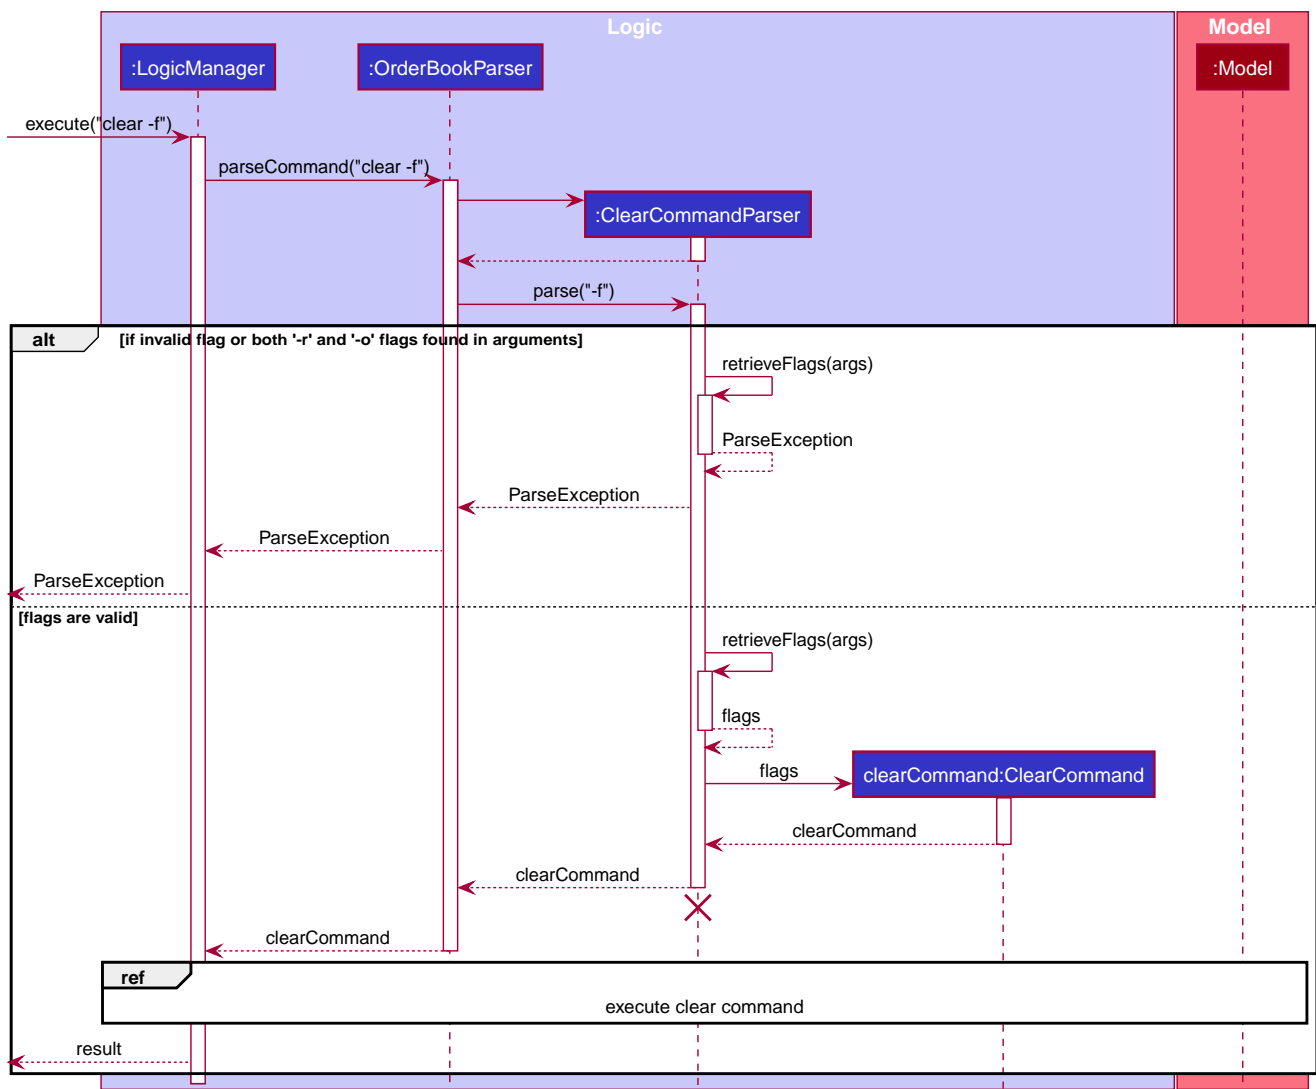 Logic
Model
:LogicManager
:OrderBookParser
:Model
execute("clear -f")
parseCommand("clear -f")
:ClearCommandParser
parse("-f")
alt
[if invalid flag or both '-r' and '-o' flags found in arguments]
retrieveFlags(args)
ParseException
ParseException
ParseException
ParseException
[flags are valid]
retrieveFlags(args)
flags
flags
clearCommand:ClearCommand
clearCommand
clearCommand
clearCommand
ref
execute clear command
result